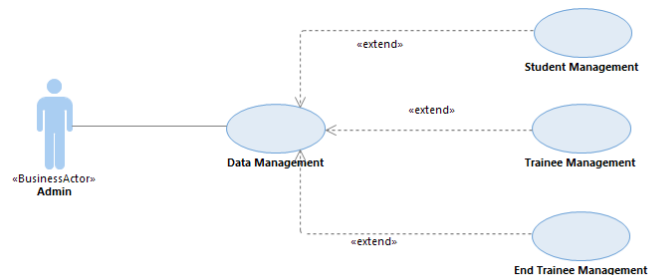 «extend»
Student Management
«extend»
Data Management
Trainee Management
«BusinessActor»
Admin
«extend»
End Trainee Management